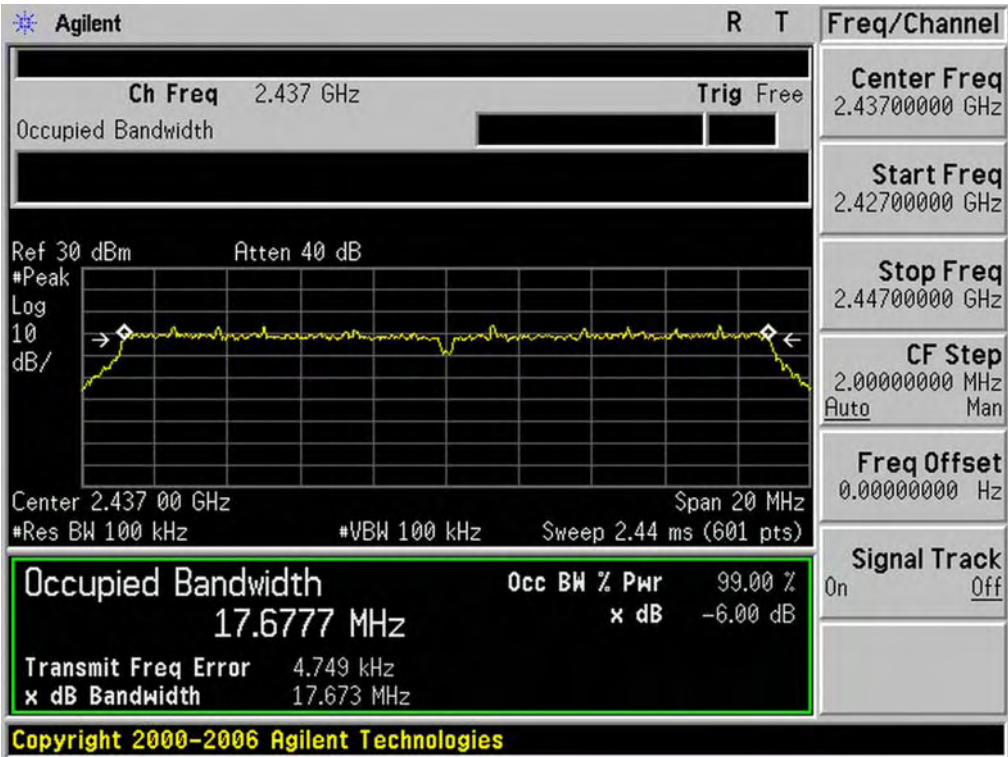 Agilent R T
Ch Freq 2.437 GHz Trig Free
Occupied Bandwidth
Ref 30 dBm Atten 40 dB
#Peak
Log
10
dB/
Center 2.437 00 GHz Span 20 MHz
#Res BW 100 kHz #VBW 100 kHz Sweep 2.44 ms (601 pts)
Occupied Bandwidth Occ BW % Pwr 99.00 %
17.6777 MHz x dB -6.00 dB
Transmit Freq Error 4.749 kHz
x dB Bandwidth 17.673 MHz
Copyright 2000-2006 Agilent Technologies
Freq/Channel
Center Freq
2.43700000 GHz
Start Freq
2.42700000 GHz
Stop Freq
2.44700000 GHz
CF Step
2.00000000 MHz
Auto Man
Freq Offset
0.00000000 Hz
Signal Track
On Off